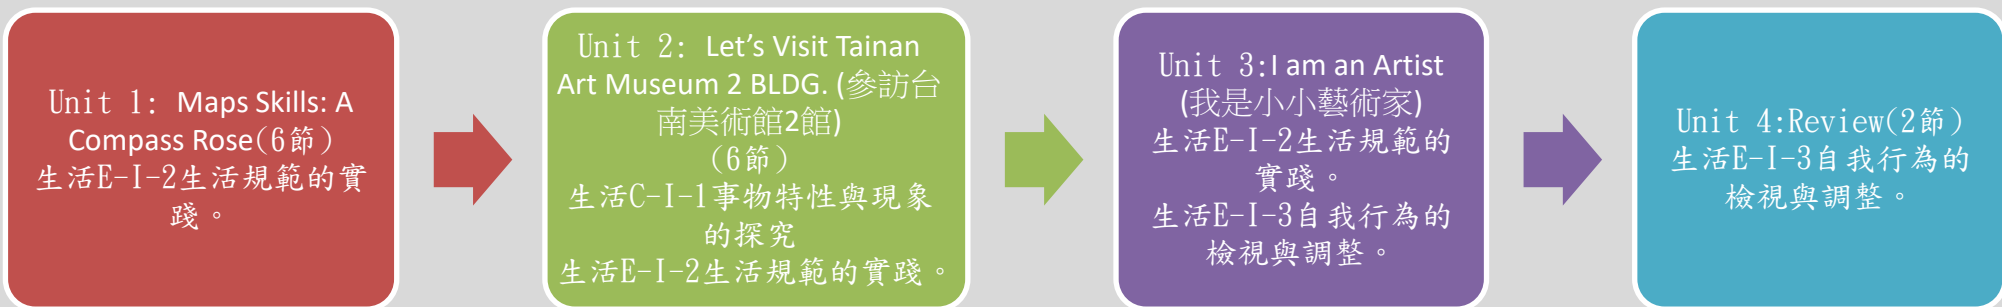 Unit 1: Maps Skills: A
Compass Rose(6節)
生活E-I-2生活規範的實
踐。
Unit 2: Let’s Visit Tainan
Art Museum 2 BLDG. (參訪台
南美術館2館)
(6節)
生活C-I-1事物特性與現象
的探究
生活E-I-2生活規範的實踐。
Unit 3:I am an Artist
(我是小小藝術家)
生活E-I-2生活規範的
實踐。
生活E-I-3自我行為的
檢視與調整。
Unit 4:Review(2節)
生活E-I-3自我行為的
檢視與調整。